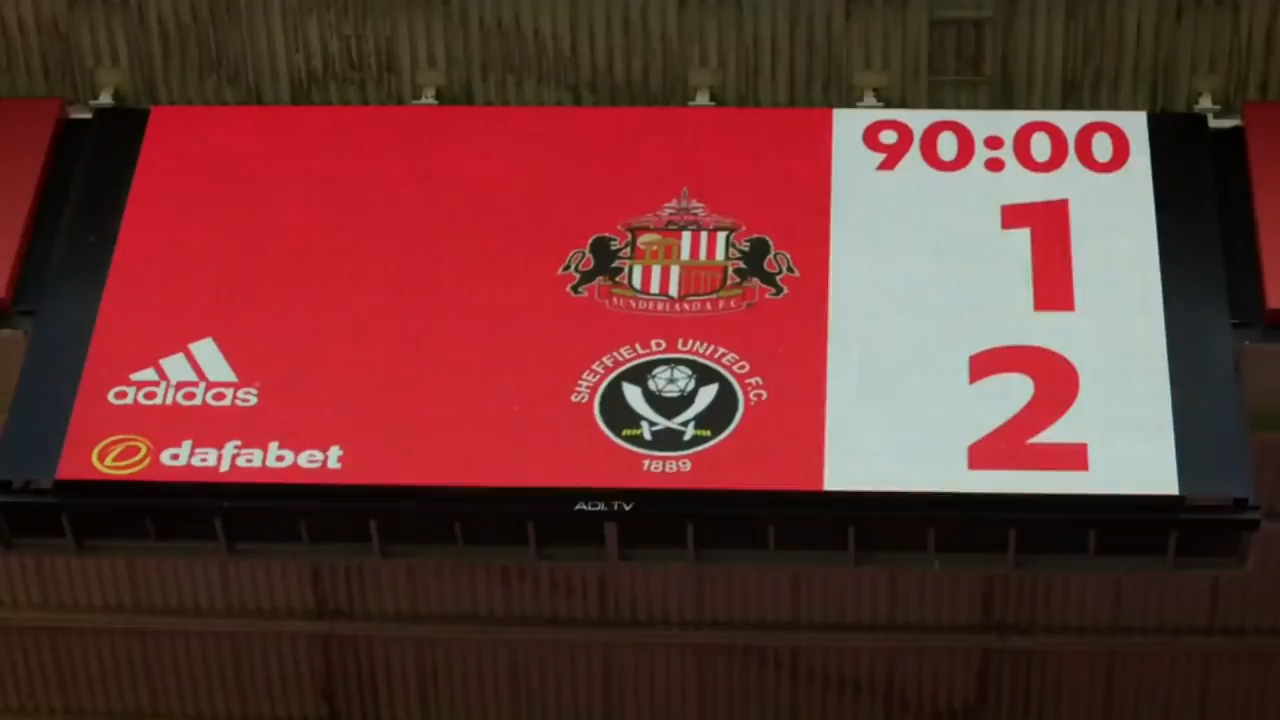 90:00
1
SUNDERLAND A.F.C.
SHEFFIELD UNITED F.C.
1889
2
adidas
dafabet
ADI.TV